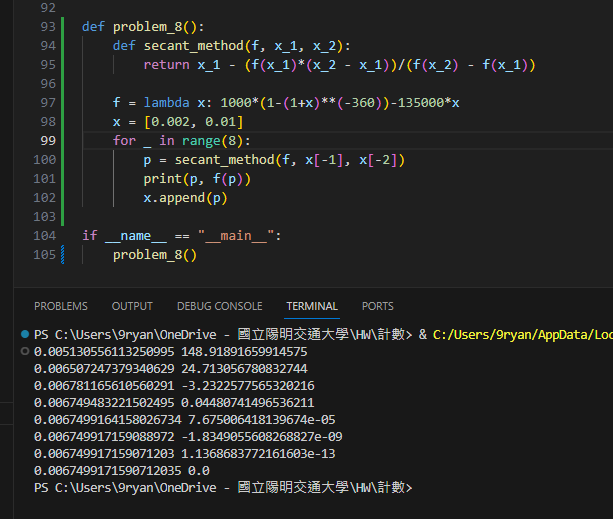 92
93 def problem_8():
94     def secant_method(f, x_1, x_2):
95         return x_1 - (f(x_1)*(x_2 - x_1))/(f(x_2) - f(x_1))
96
97     f = lambda x: 1000*(1-(1+x)**(-360))-135000*x
98     x = [0.002, 0.01]
99     for _ in range(8):
100         p = secant_method(f, x[-1], x[-2])
101         print(p, f(p))
102         x.append(p)
103
104 if __name__ == "__main__":
105     problem_8()
PROBLEMS OUTPUT DEBUG CONSOLE TERMINAL PORTS
PS C:\Users\9ryan\OneDrive - 國立陽明交通大學\HW\計數> & C:/Users/9ryan/AppData/Loc
0.005130556113250995 148.91891659914575
0.006507247379340629 24.713056780832744
0.006781165610560291 -3.2322577565320216
0.006749483221502495 0.04480741496536211
0.0067499164158026734 7.675006418139674e-05
0.006749917159088972 -1.8349055608268827e-09
0.006749917159071203 1.1368683772161603e-13
0.0067499171590712035 0.0
PS C:\Users\9ryan\OneDrive - 國立陽明交通大學\HW\計數>